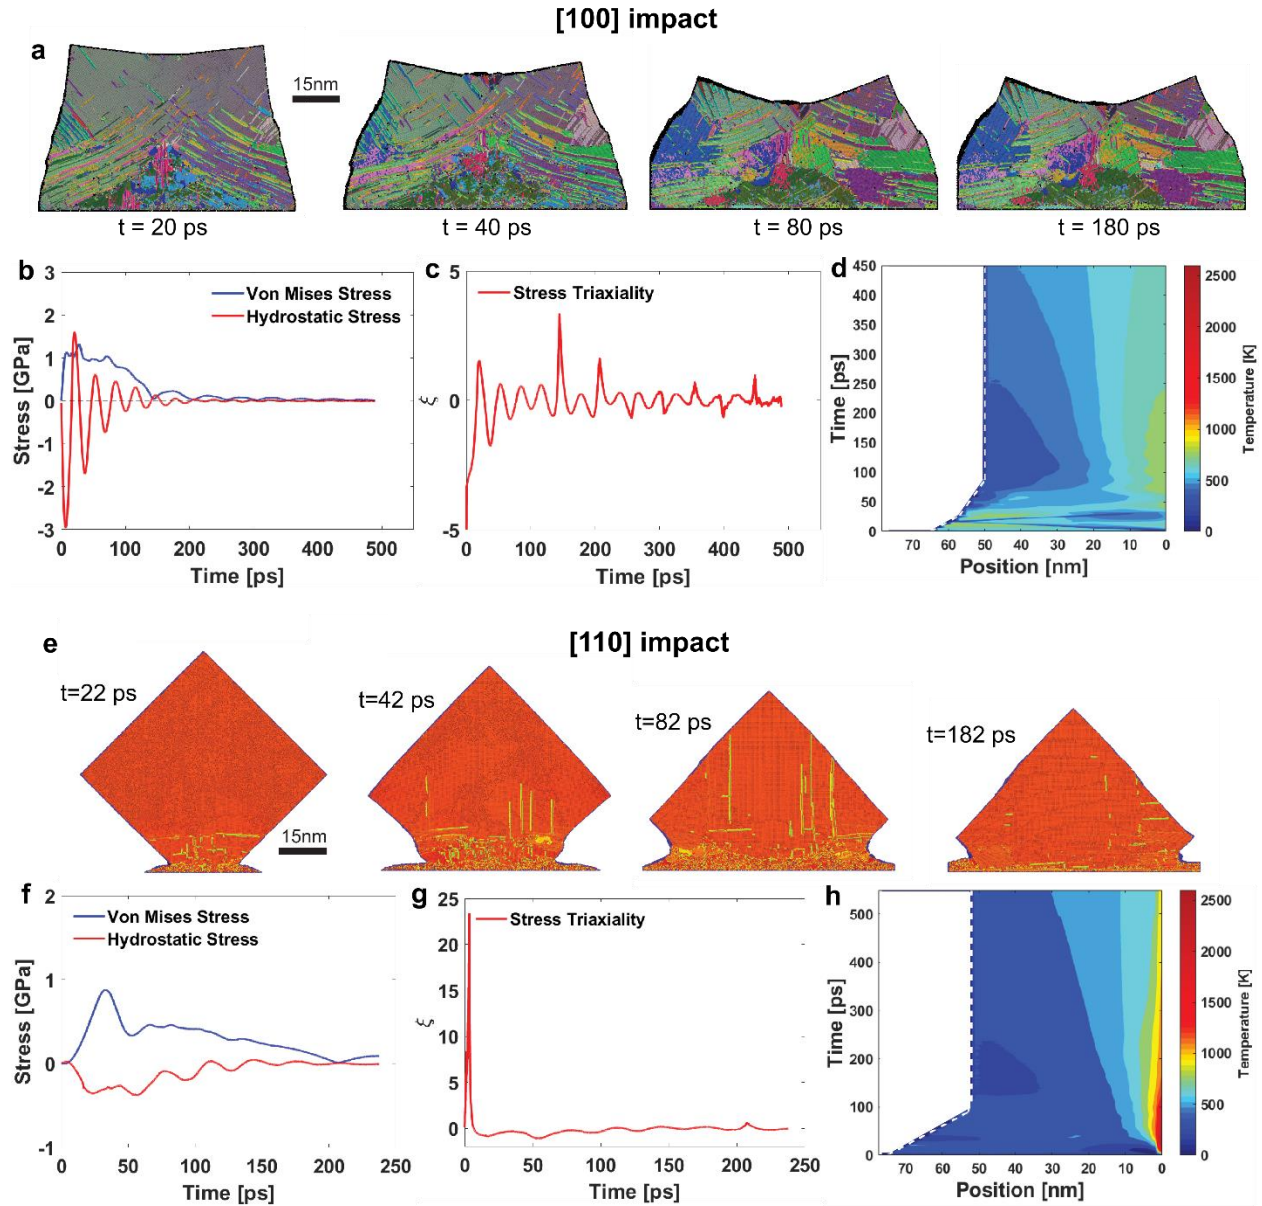 [100] impact
a
15nm
t = 20 ps
t = 40 ps
t = 80 ps
t = 180 ps
b
3
2
1
0
-1
-2
-3
Stress [GPa]
Von Mises Stress
Hydrostatic Stress
0 100 200 300 400 500
Time [ps]
c
5
0
-5
ξ
Stress Triaxiality
0 100 200 300 400 500
Time [ps]
d
450
400
350
300
250
200
150
100
50
0
Time [ps]
70 60 50 40 30 20 10 0
Position [nm]
2500
2000
1500
1000
500
0
Temperature [K]
[110] impact
e
t=22 ps
15nm
t=42 ps
t=82 ps
t=182 ps
f
2
1
0
-1
Stress [GPa]
Von Mises Stress
Hydrostatic Stress
0 50 100 150 200 250
Time [ps]
g
25
20
15
10
5
0
ξ
Stress Triaxiality
0 50 100 150 200 250
Time [ps]
h
500
400
300
200
100
0
Time [ps]
70 60 50 40 30 20 10 0
Position [nm]
2500
2000
1500
1000
500
0
Temperature [K]